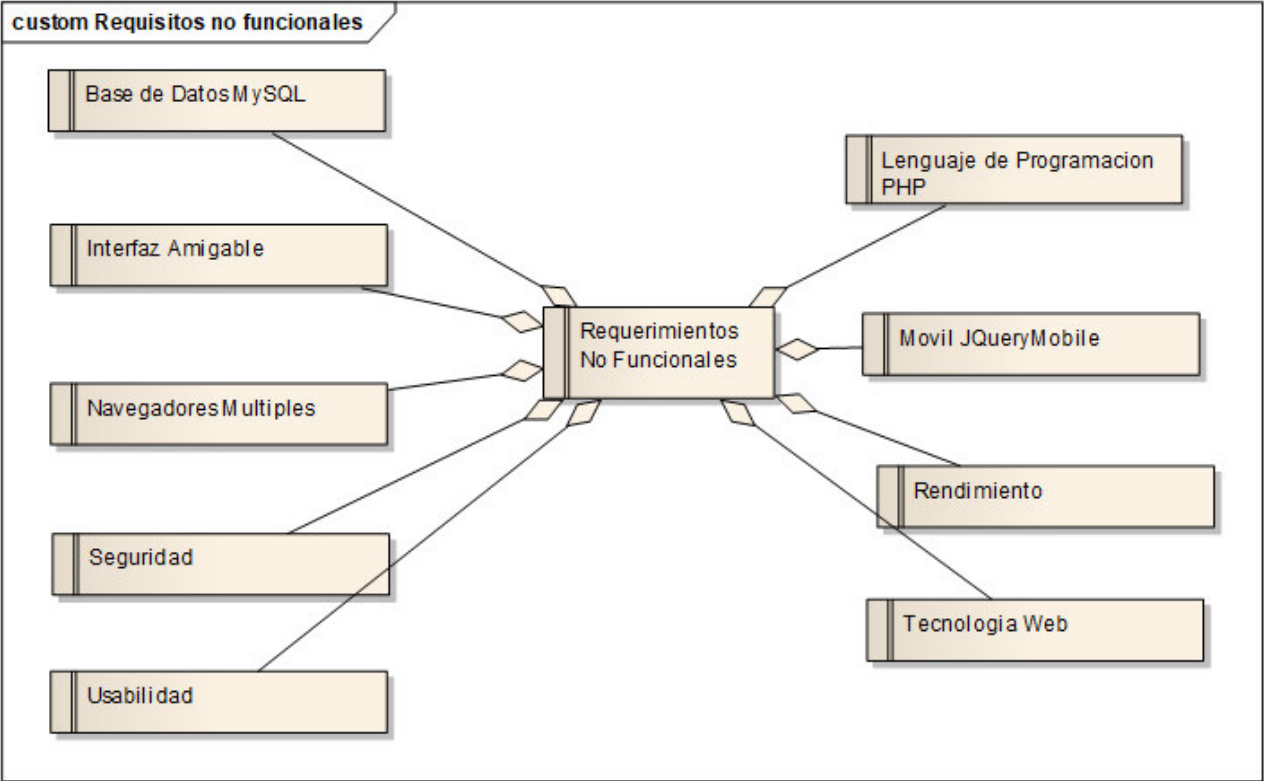 custom Requisitos no funcionales
Base de Datos MySQL
Lenguaje de Programacion
PHP
Interfaz Amigable
Requerimientos
No Funcionales
Movil JQueryMobile
Navegadores Multiples
Rendimiento
Seguridad
Tecnologia Web
Usabilidad